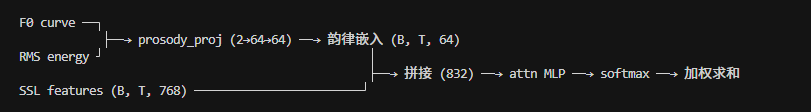 F0 curve
prosody_proj (2→64→64) → 韵律嵌入 (B, T, 64)
RMS energy
拼接 (832) → attn MLP → softmax → 加权求和
SSL features (B, T, 768)